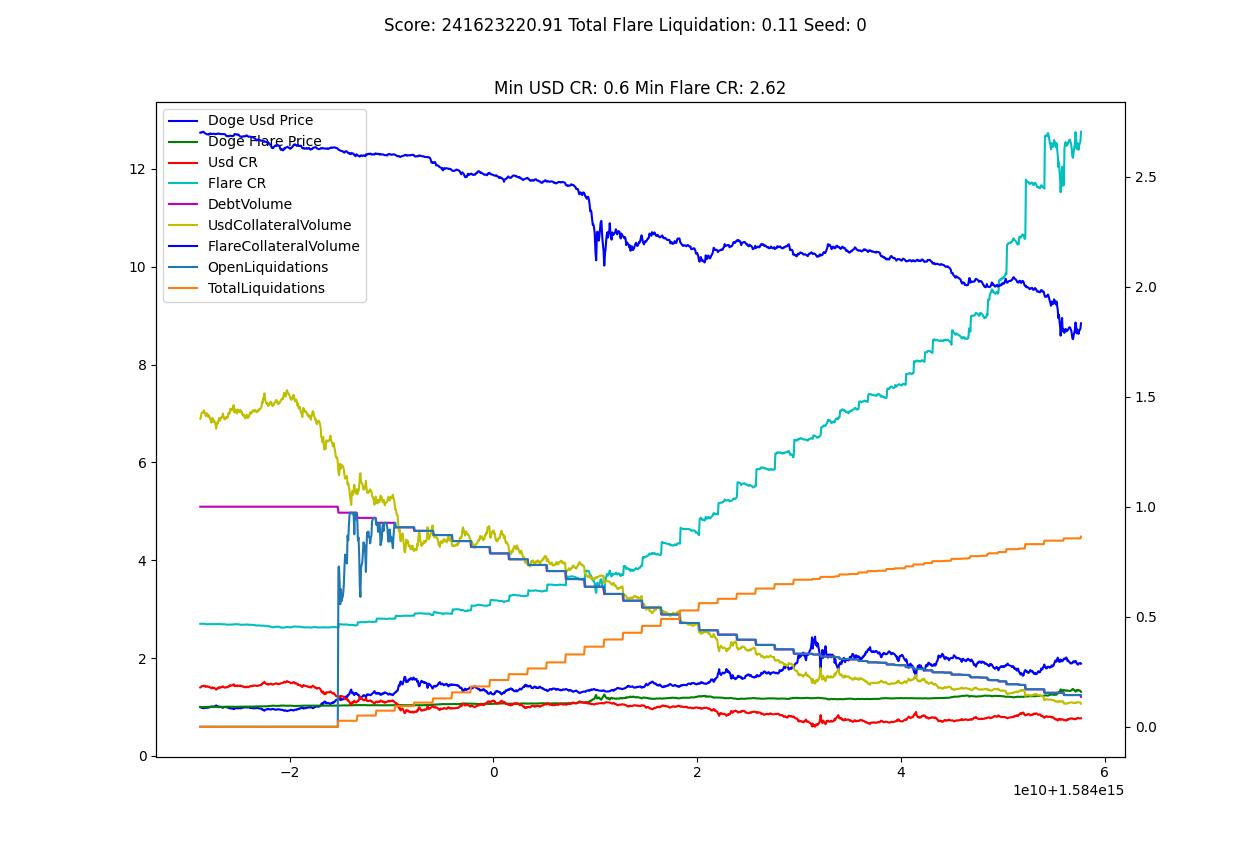 Score: 241623220.91 Total Flare Liquidation: 0.11 Seed: 0
Min USD CR: 0.6 Min Flare CR: 2.62
Doge Usd Price
Doge Flare Price
Usd CR
Flare CR
DebtVolume
UsdCollateralVolume
FlareCollateralVolume
OpenLiquidations
TotalLiquidations
12
10
8
6
4
2
0
2.5
2.0
1.5
1.0
0.5
0.0
−2
0
2
4
6
1e10+1.584e15